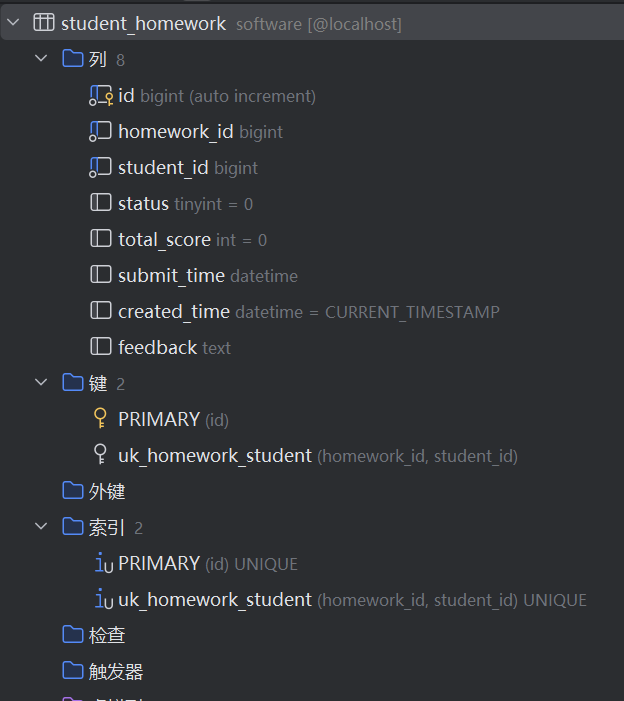 student_homework software [@localhost]
列 8
id bigint (auto increment)
homework_id bigint
student_id bigint
status tinyint = 0
total_score int = 0
submit_time datetime
created_time datetime = CURRENT_TIMESTAMP
feedback text
键 2
PRIMARY (id)
uk_homework_student (homework_id, student_id)
外键
索引 2
PRIMARY (id) UNIQUE
uk_homework_student (homework_id, student_id) UNIQUE
检查
触发器